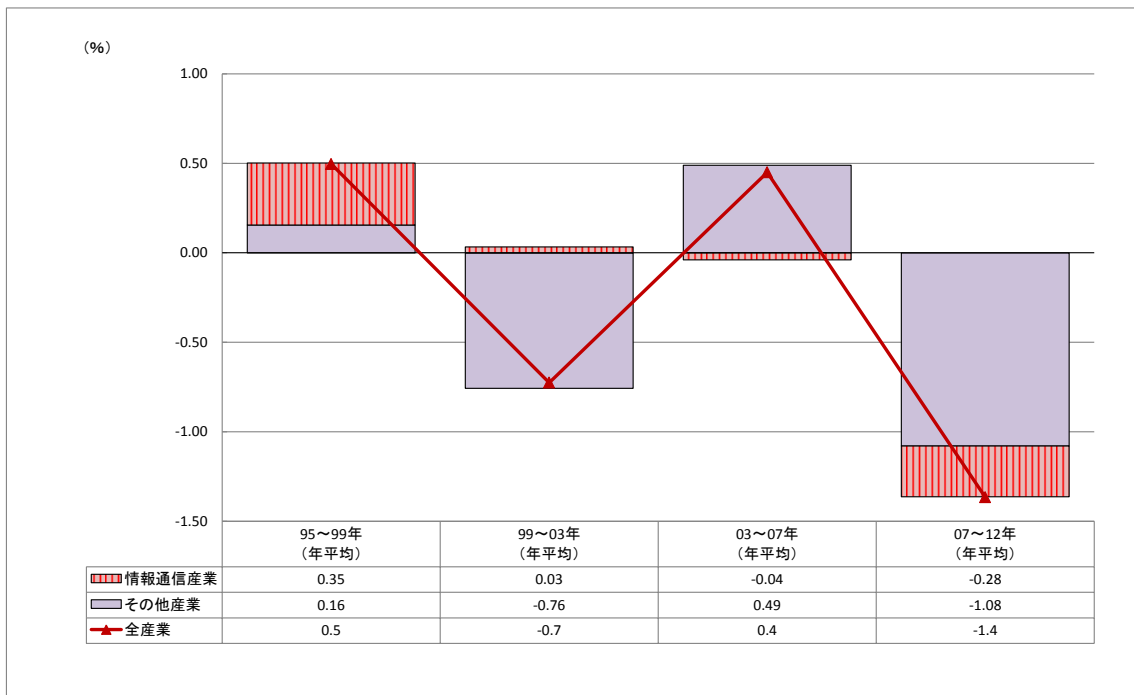 （%）
1.00
0.50
0.00
-0.50
-1.00
-1.50
95～99年 99～03年 03～07年 07～12年
（年平均） （年平均） （年平均） （年平均）
情報通信産業 0.35 0.03 -0.04 -0.28
その他産業 0.16 -0.76 0.49 -1.08
全産業 0.5 -0.7 0.4 -1.4